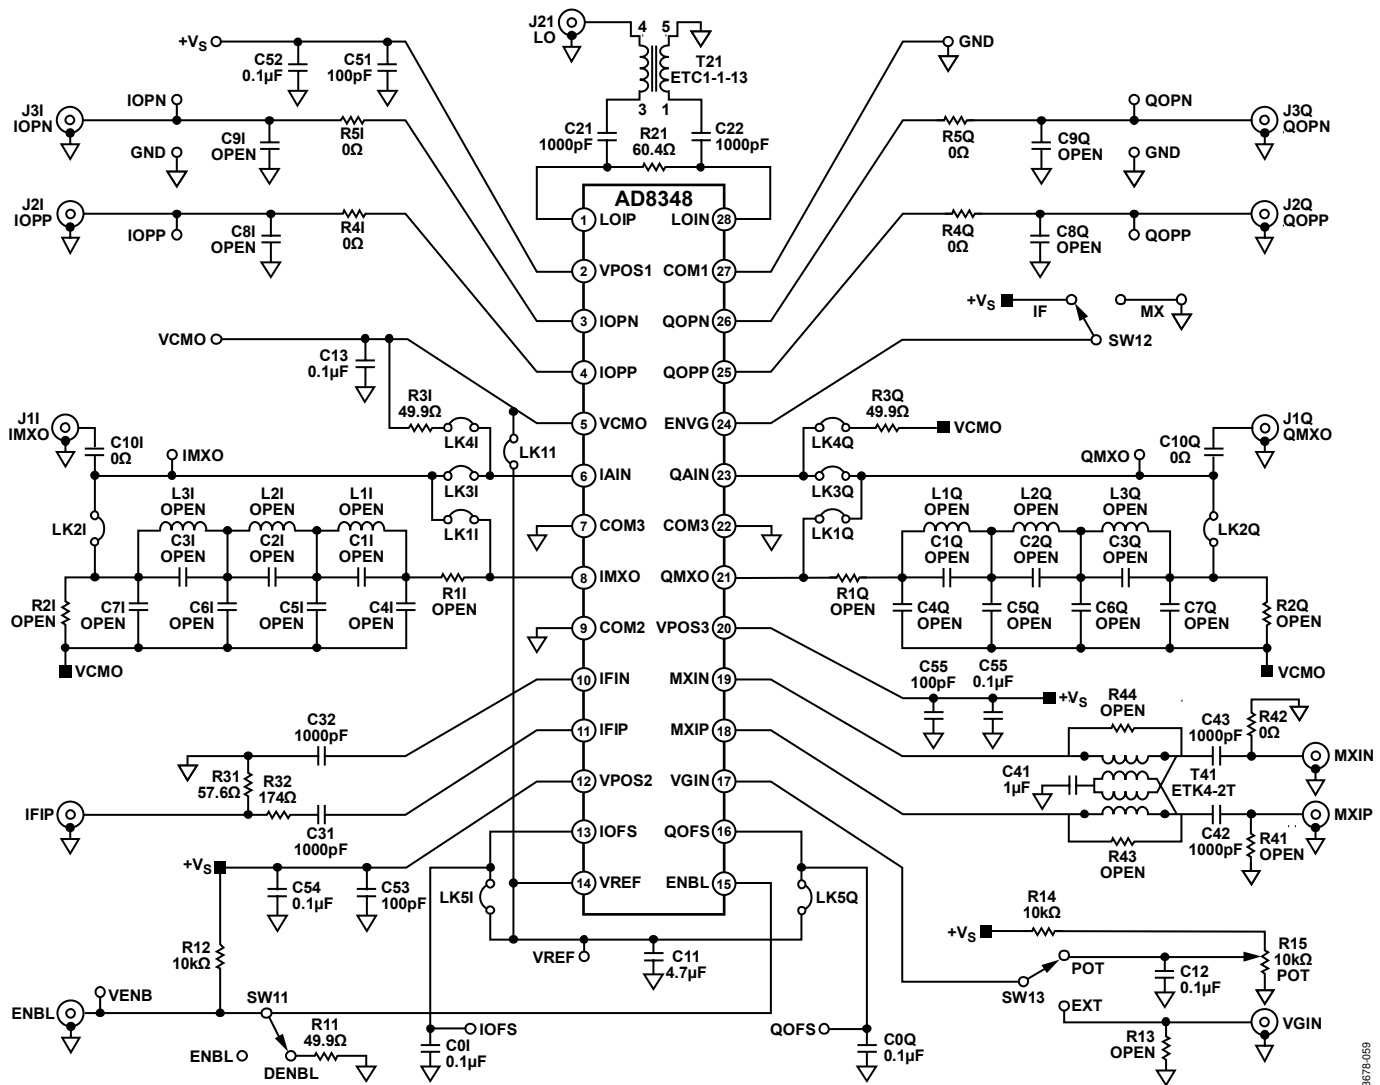 J21
LO
4 5
T21
ETC1-1-13
3 1
+VS
C52
0.1µF
C51
100pF
GND
J3I
IOPN
IOPN
C9I
OPEN
R5I
0Ω
GND
C21
1000pF
R21
60.4Ω
C22
1000pF
R5Q
0Ω
C9Q
OPEN
QOPN
GND
J3Q
QOPN
J2I
IOPP
IOPP
C8I
OPEN
R4I
0Ω
R4Q
0Ω
C8Q
OPEN
QOPP
J2Q
QOPP
AD8348
1 LOIP LOIN 28
2 VPOS1 COM1 27
3 IOPN QOPN 26
4 IOPP QOPP 25
5 VCMO ENVG 24
6 IAIN QAIN 23
7 COM3 COM3 22
8 IMXO QMXO 21
9 COM2 VPOS3 20
10 IFIN MXIN 19
11 IFIP MXIP 18
12 VPOS2 VGIN 17
13 IOFS QOFS 16
14 VREF ENBL 15
+VS
IF
MX
SW12
VCMO
C13
0.1µF
R3I
49.9Ω
LK4I
LK11
R3Q
49.9Ω
LK4Q
VCMO
J1I
IMXO
C10I
0Ω
IMXO
LK3I
LK1I
LK3Q
LK1Q
QMXO
C10Q
0Ω
J1Q
QMXO
LK2I
L3I
OPEN
C3I
OPEN
L2I
OPEN
C2I
OPEN
L1I
OPEN
C1I
OPEN
L1Q
OPEN
C1Q
OPEN
L2Q
OPEN
C2Q
OPEN
L3Q
OPEN
C3Q
OPEN
LK2Q
R2I
OPEN
C7I
OPEN
C6I
OPEN
C5I
OPEN
C4I
OPEN
R1I
OPEN
R1Q
OPEN
C4Q
OPEN
C5Q
OPEN
C6Q
OPEN
C7Q
OPEN
R2Q
OPEN
VCMO
VCMO
C55
100pF
C55
0.1µF
+VS
C32
1000pF
R31
57.6Ω
R32
174Ω
C31
1000pF
IFIP
R44
OPEN
C43
1000pF
R42
0Ω
MXIN
C41
1µF
T41
ETK4-2T
C42
1000pF
R41
OPEN
MXIP
R43
OPEN
+VS
C54
0.1µF
C53
100pF
LK5I
LK5Q
VREF
C11
4.7µF
R12
10kΩ
+VS
R14
10kΩ
R15
10kΩ
POT
POT
SW13
C12
0.1µF
EXT
R13
OPEN
VGIN
ENBL
VENB
SW11
R11
49.9Ω
ENBL
DENBL
IOFS
C0I
0.1µF
QOFS
C0Q
0.1µF